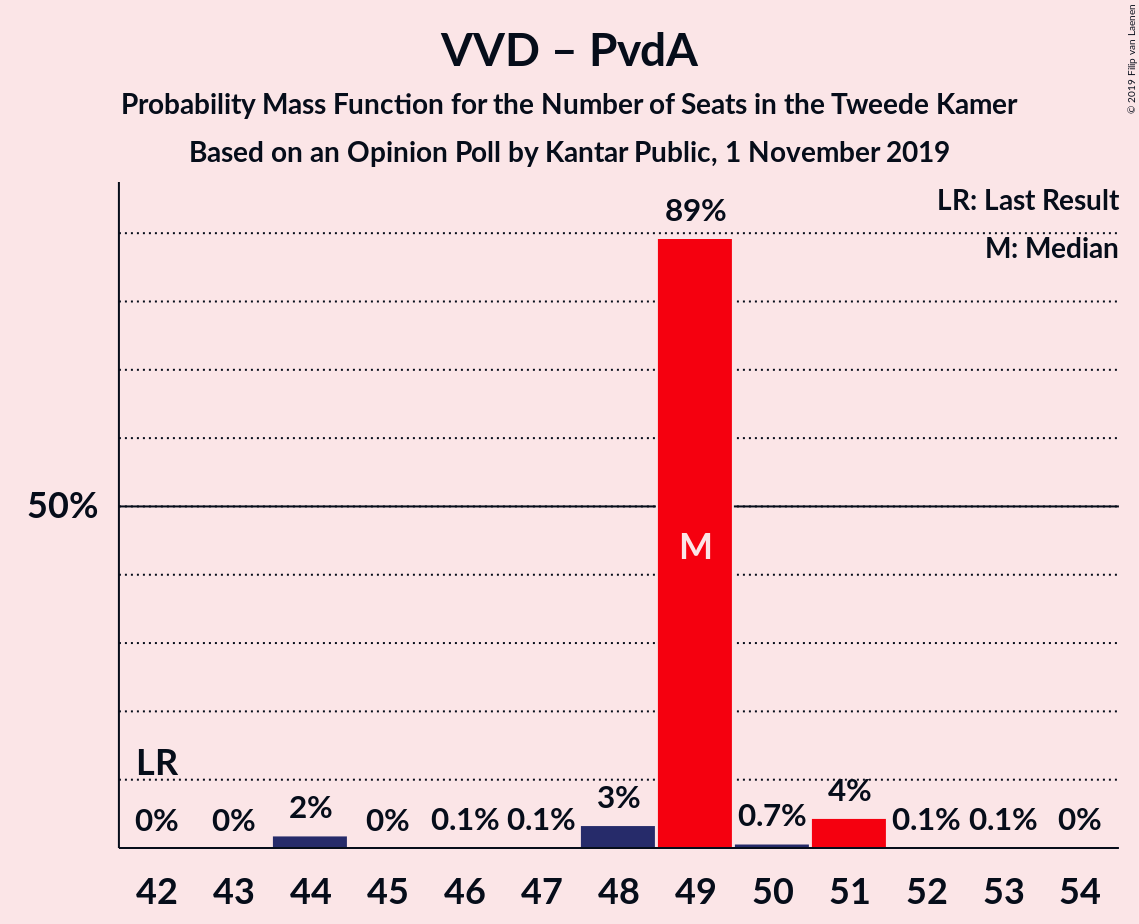 VVD – PvdA
Probability Mass Function for the Number of Seats in the Tweede Kamer
Based on an Opinion Poll by Kantar Public, 1 November 2019
© 2019 Filip van Laenen
LR: Last Result
M: Median
89%
50%
M
LR
0% 0% 2% 0% 0.1% 0.1% 3% 0.7% 4% 0.1% 0.1% 0%
42 43 44 45 46 47 48 49 50 51 52 53 54